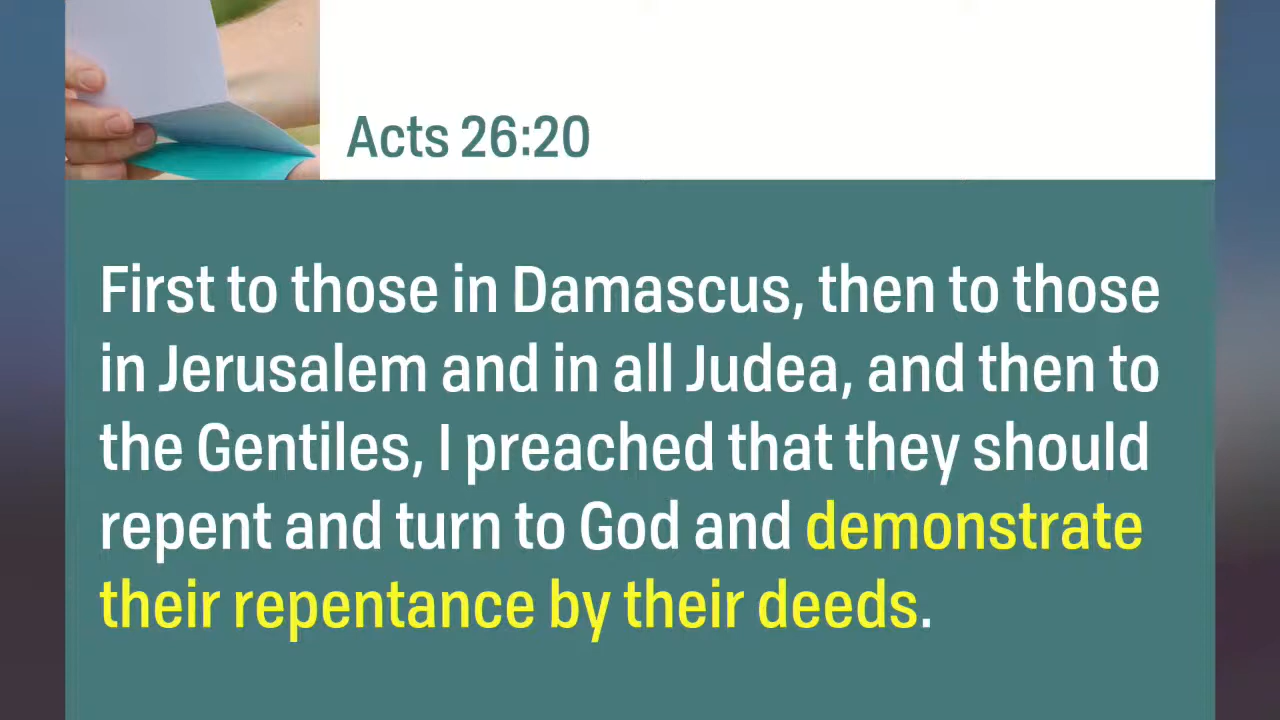 Acts 26:20
First to those in Damascus, then to those
in Jerusalem and in all Judea, and then to
the Gentiles, I preached that they should
repent and turn to God and demonstrate
their repentance by their deeds.